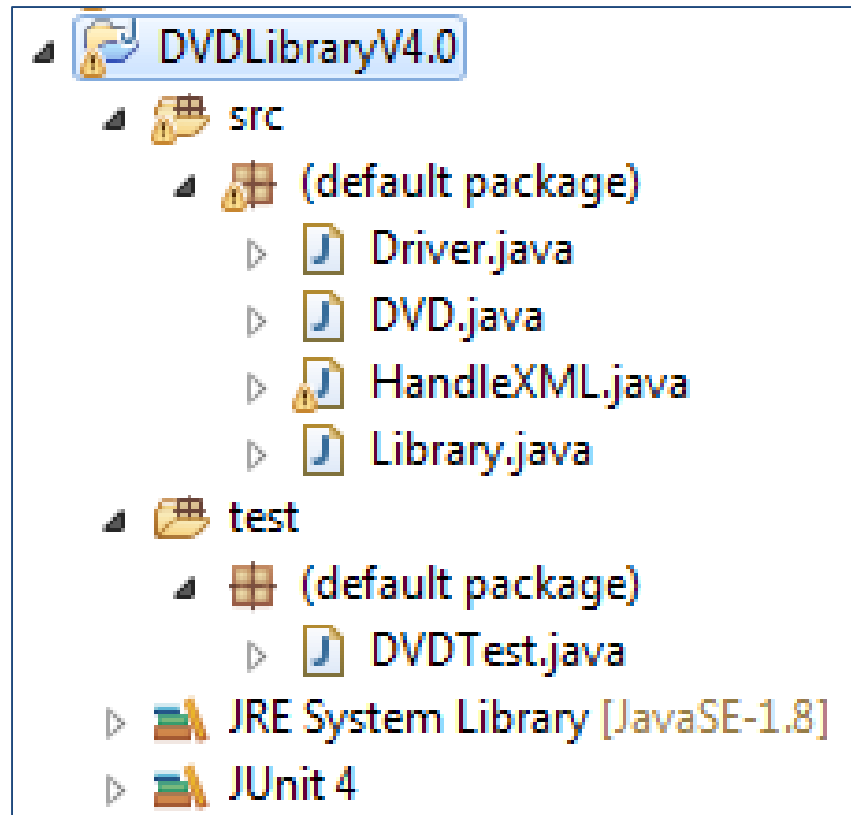 DVDLibraryV4.0
src
(default package)
Driver.java
DVD.java
HandleXML.java
Library.java
test
(default package)
DVDTest.java
JRE System Library [JavaSE-1.8]
JUnit 4